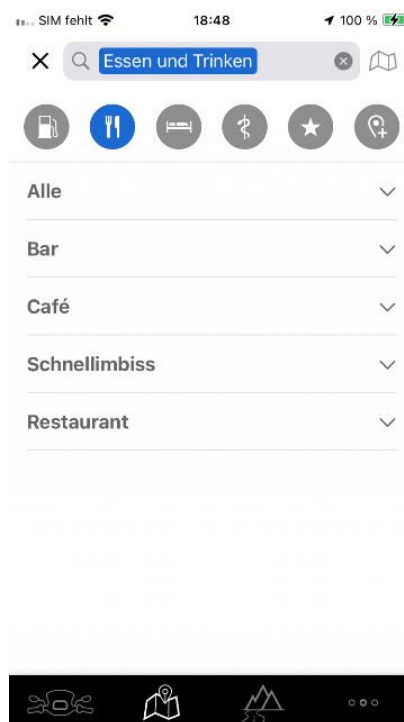 SIM fehlt 18:48 100 %
Essen und Trinken
Alle
Bar
Café
Schnellimbiss
Restaurant